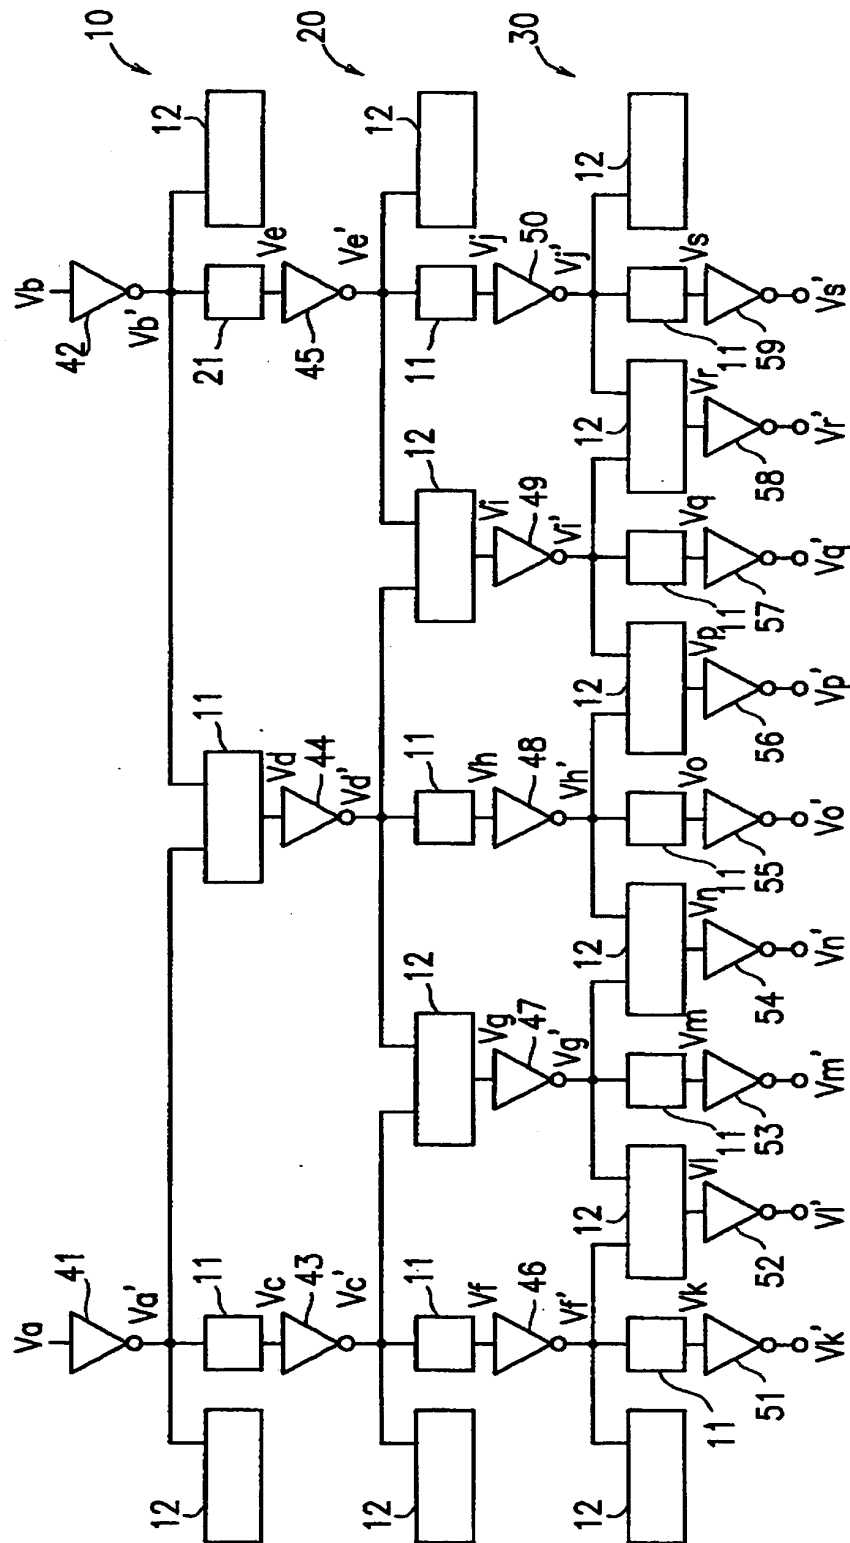 Va
Vb
41
42
10
Va'
Vb'
12
11
11
21
12
Vc
Vd
Ve
43
44
45
20
Vc'
Vd'
Ve'
12
11
12
11
12
11
12
Vf
Vg
Vh
Vi
Vj
46
47
48
49
50
30
Vf'
Vg'
Vh'
Vi'
Vj'
12
11
12
11
12
11
12
11
12
11
12
Vk
Vl
Vm
Vn
Vo
Vp
Vq
Vr
Vs
51
52
53
54
55
56
57
58
59
Vk'
Vl'
Vm'
Vn'
Vo'
Vp'
Vq'
Vr'
Vs'